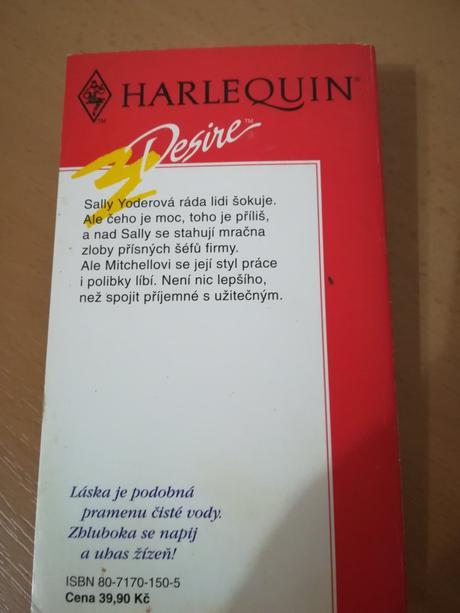 HARLEQUIN®
TM
Desire™
3
Sally Yoderová ráda lidi šokuje.
Ale čeho je moc, toho je příliš,
a nad Sally se stahují mračna
zloby přísných šéfů firmy.
Ale Mitchellovi se její styl práce
i polibky líbí. Není nic lepšího,
než spojit příjemné s užitečným.
Láska je podobná
pramenu čisté vody.
Zhluboka se napij
a uhas žízeň!
ISBN 80-7170-150-5
Cena 39,90 Kč